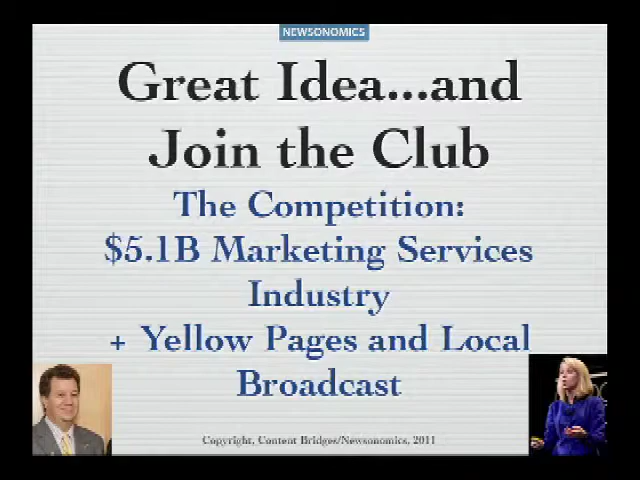 NEWSONOMICS
Great Idea...and
Join the Club
The Competition:
$5.1B Marketing Services
Industry
+ Yellow Pages and Local
Broadcast
Copyright, Content Bridges/Newsonomics, 2011